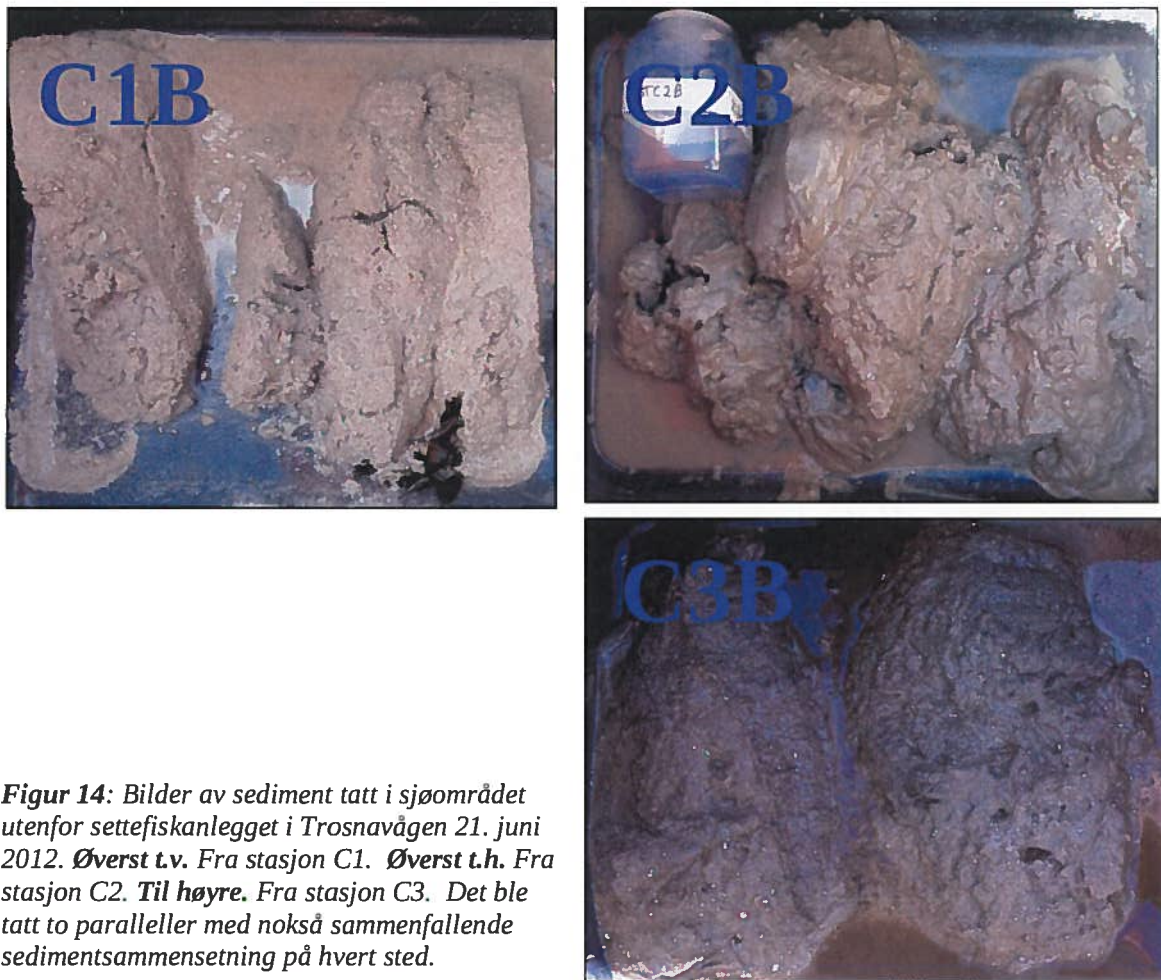 C1B
C2B
TC2B
C3B
Figur 14: Bilder av sediment tatt i sjøområdet
utenfor settefiskanlegget i Trosnavågen 21. juni
2012. Øverst t.v. Fra stasjon C1. Øverst t.h. Fra
stasjon C2. Til høyre. Fra stasjon C3. Det ble
tatt to paralleller med nokså sammenfallende
sedimentsammensetning på hvert sted.